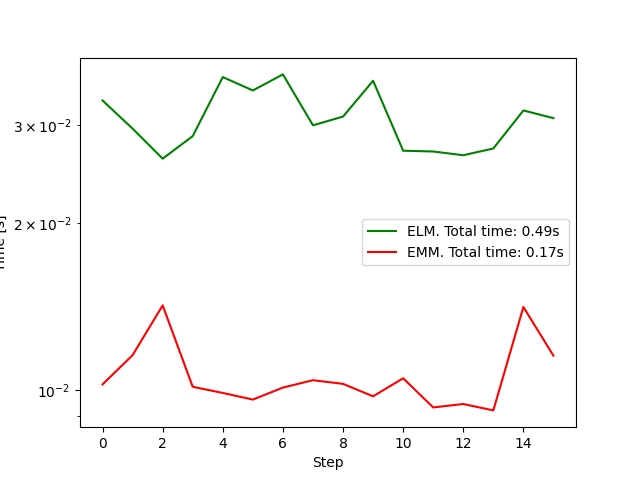 3 × 10⁻²
2 × 10⁻²
10⁻²
Time [s]
ELM. Total time: 0.49s
EMM. Total time: 0.17s
0 2 4 6 8 10 12 14
Step